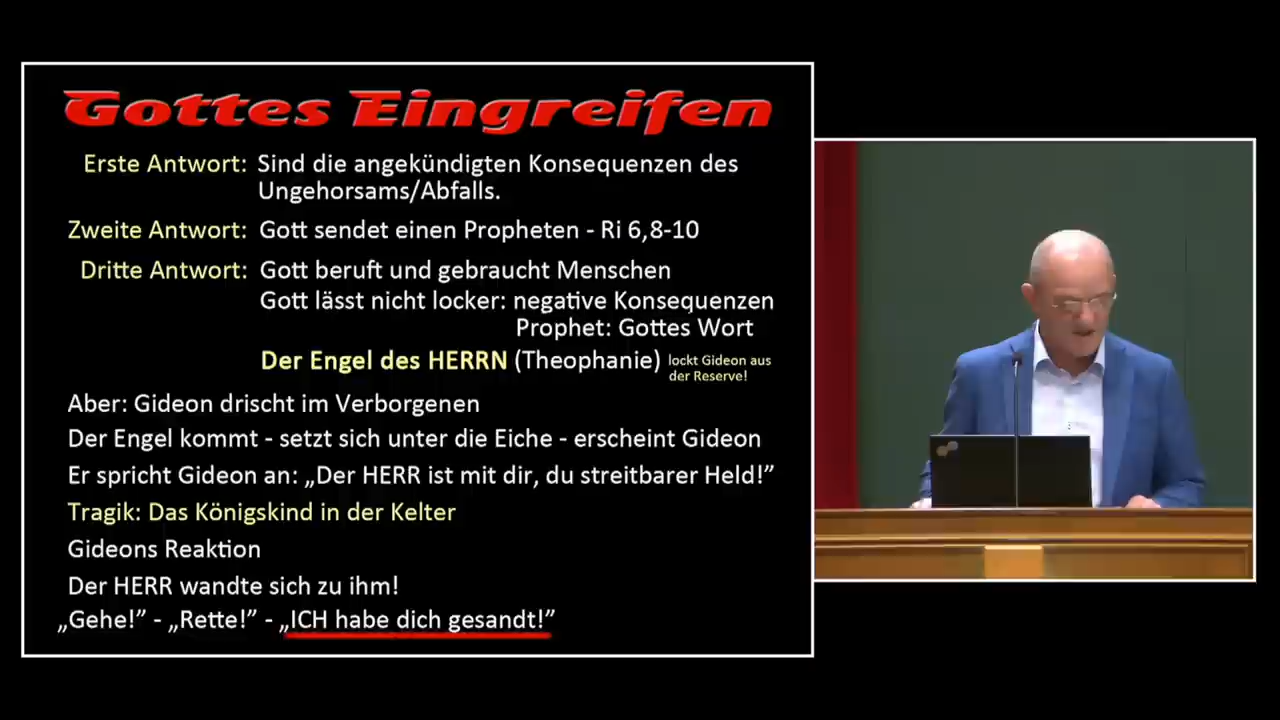 Gottes Eingreifen
Erste Antwort: Sind die angekündigten Konsequenzen des
Ungehorsams/Abfalls.
Zweite Antwort: Gott sendet einen Propheten - Ri 6,8-10
Dritte Antwort: Gott beruft und gebraucht Menschen
Gott lässt nicht locker: negative Konsequenzen
Prophet: Gottes Wort
Der Engel des HERRN (Theophanie) lockt Gideon aus
der Reserve!
Aber: Gideon drischt im Verborgenen
Der Engel kommt - setzt sich unter die Eiche - erscheint Gideon
Er spricht Gideon an: „Der HERR ist mit dir, du streitbarer Held!”
Tragik: Das Königskind in der Kelter
Gideons Reaktion
Der HERR wandte sich zu ihm!
„Gehe!” - „Rette!” - „ICH habe dich gesandt!”